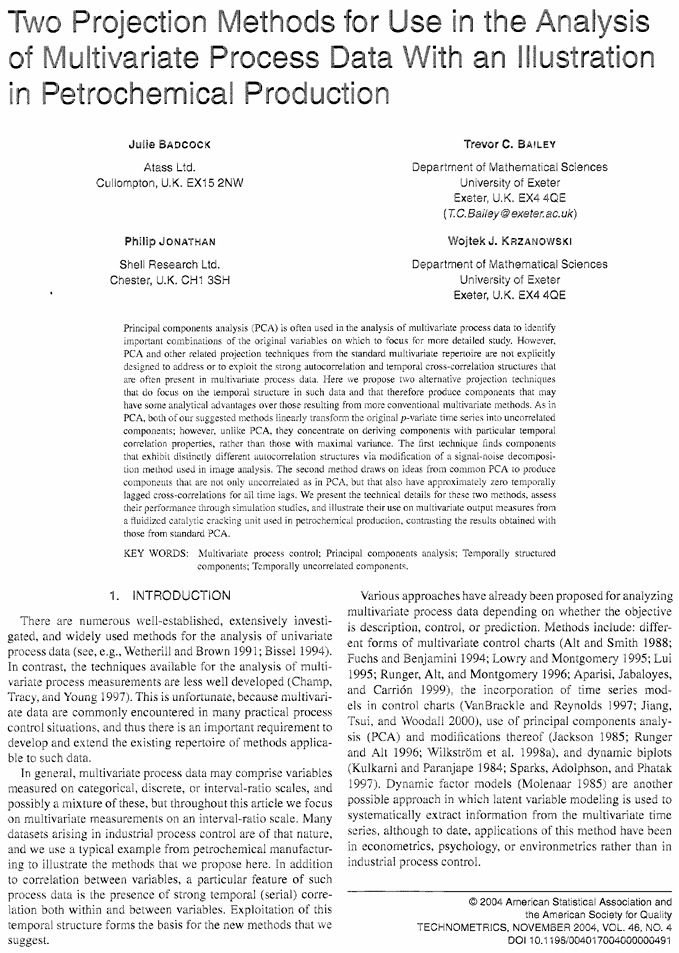 Two Projection Methods for Use in the Analysis
of Multivariate Process Data With an Illustration
in Petrochemical Production
Julie BADCOCK
Atass Ltd.
Cullompton, U.K. EX15 2NW
Trevor C. BAILEY
Department of Mathematical Sciences
University of Exeter
Exeter, U.K. EX4 4QE
(T.C.Bailey@exeter.ac.uk)
Philip JONATHAN
Shell Research Ltd.
Chester, U.K. CH1 3SH
Wojtek J. KRZANOWSKI
Department of Mathematical Sciences
University of Exeter
Exeter, U.K. EX4 4QE
Principal components analysis (PCA) is often used in the analysis of multivariate process data to identify
important combinations of the original variables on which to focus for more detailed study. However,
PCA and other related projection techniques from the standard multivariate repertoire are not explicitly
designed to address or to exploit the strong autocorrelation and temporal cross-correlation structures that
are often present in multivariate process data. Here we propose two alternative projection techniques
that do focus on the temporal structure in such data and that therefore produce components that may
have some analytical advantages over those resulting from more conventional multivariate methods. As in
PCA, both of our suggested methods linearly transform the original p-variate time series into uncorrelated
components; however, unlike PCA, they concentrate on deriving components with particular temporal
correlation properties, rather than those with maximal variance. The first technique finds components
that exhibit distinctly different autocorrelation structures via modification of a signal-noise decomposi-
tion method used in image analysis. The second method draws on ideas from common PCA to produce
components that are not only uncorrelated as in PCA, but that also have approximately zero temporally
lagged cross-correlations for all time lags. We present the technical details for these two methods, assess
their performance through simulation studies, and illustrate their use on multivariate output measures from
a fluidized catalytic cracking unit used in petrochemical production, contrasting the results obtained with
those from standard PCA.
KEY WORDS: Multivariate process control; Principal components analysis; Temporally structured
components; Temporally uncorrelated components.
1. INTRODUCTION
There are numerous well-established, extensively investi-
gated, and widely used methods for the analysis of univariate
process data (see, e.g., Wetherill and Brown 1991; Bissel 1994).
In contrast, the techniques available for the analysis of multi-
variate process measurements are less well developed (Champ,
Tracy, and Young 1997). This is unfortunate, because multivari-
ate data are commonly encountered in many practical process
control situations, and thus there is an important requirement to
develop and extend the existing repertoire of methods applica-
ble to such data.
In general, multivariate process data may comprise variables
measured on categorical, discrete, or interval-ratio scales, and
possibly a mixture of these, but throughout this article we focus
on multivariate measurements on an interval-ratio scale. Many
datasets arising in industrial process control are of that nature,
and we use a typical example from petrochemical manufactur-
ing to illustrate the methods that we propose here. In addition
to correlation between variables, a particular feature of such
process data is the presence of strong temporal (serial) corre-
lation both within and between variables. Exploitation of this
temporal structure forms the basis for the new methods that we
suggest.
Various approaches have already been proposed for analyzing
multivariate process data depending on whether the objective
is description, control, or prediction. Methods include: differ-
ent forms of multivariate control charts (Alt and Smith 1988;
Fuchs and Benjamini 1994; Lowry and Montgomery 1995; Lui
1995; Runger, Alt, and Montgomery 1996; Aparisi, Jabaloyes,
and Carrión 1999), the incorporation of time series mod-
els in control charts (VanBrackle and Reynolds 1997; Jiang,
Tsui, and Woodall 2000), use of principal components analy-
sis (PCA) and modifications thereof (Jackson 1985; Runger
and Alt 1996; Wilkström et al. 1998a), and dynamic biplots
(Kulkarni and Paranjape 1984; Sparks, Adolphson, and Phatak
1997). Dynamic factor models (Molenaar 1985) are another
possible approach in which latent variable modeling is used to
systematically extract information from the multivariate time
series, although to date, applications of this method have been
in econometrics, psychology, or environmetrics rather than in
industrial process control.
© 2004 American Statistical Association and
the American Society for Quality
TECHNOMETRICS, NOVEMBER 2004, VOL. 46, NO. 4
DOI 10.1198/004017004000000491